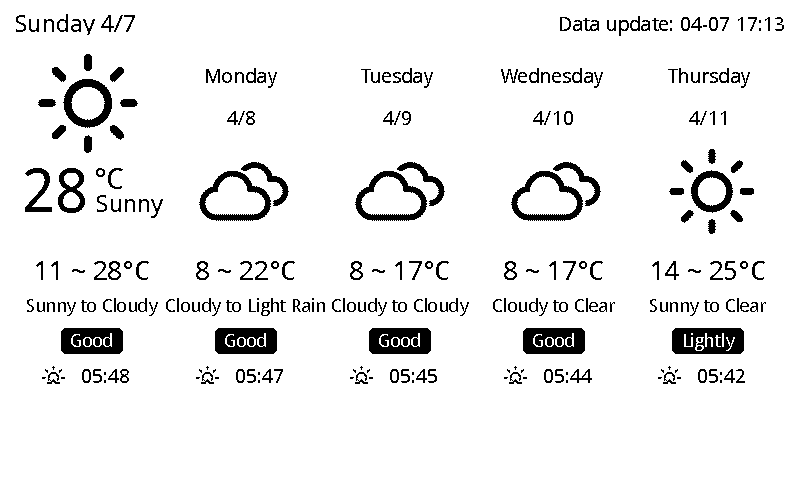 Sunday 4/7
Data update: 04-07 17:13
28 °C
Sunny
Monday
Tuesday
Wednesday
Thursday
4/8
4/9
4/10
4/11
11 ~ 28°C
8 ~ 22°C
8 ~ 17°C
8 ~ 17°C
14 ~ 25°C
Sunny to Cloudy
Cloudy to Light Rain
Cloudy to Cloudy
Cloudy to Clear
Sunny to Clear
Good
Good
Good
Good
Lightly
05:48
05:47
05:45
05:44
05:42